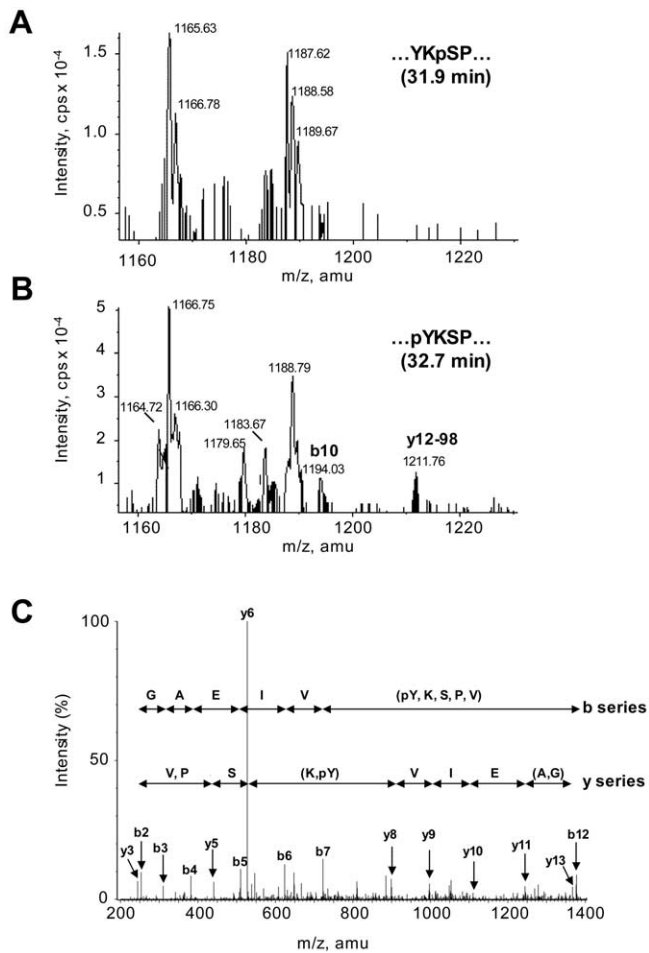 A
Intensity, cps x 10-4
1.5
1.0
0.5
1165.63
1166.78
1187.62
1188.58
1189.67
...YKpSP...
(31.9 min)
1160
1180
1200
1220
m/z, amu
B
Intensity, cps x 10-4
5
4
3
2
1
1166.75
1164.72
1166.30
1179.65
1183.67
1188.79
b10
1194.03
y12-98
1211.76
...pYKSP...
(32.7 min)
1160
1180
1200
1220
m/z, amu
C
Intensity (%)
100
50
0
y6
G A E I V (pY, K, S, P, V) b series
V, P S (K,pY) V I E (A,G) y series
y3 b2 b3 b4 y5 b5 b6 b7 y8 y9 y10 y11 y13 b12
200 400 600 800 1000 1200 1400
m/z, amu